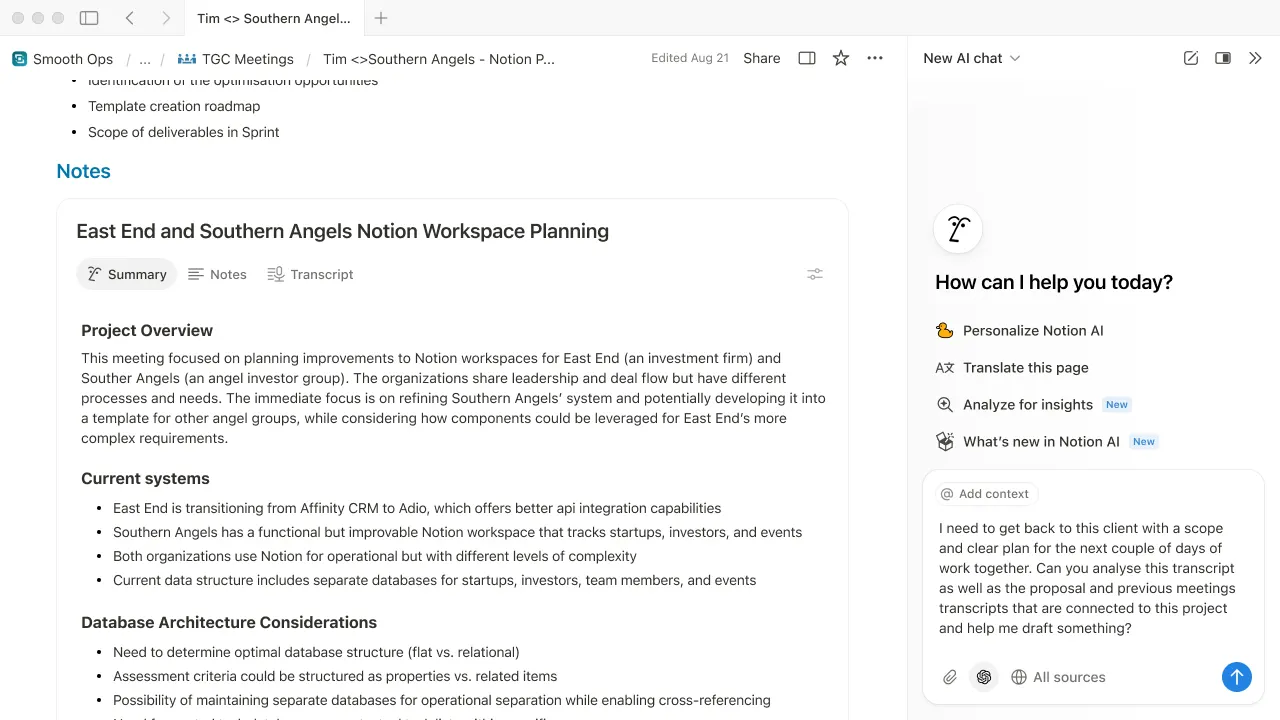 Tim <> Southern Angel...
Smooth Ops / ... / TGC Meetings / Tim <>Southern Angels - Notion P...
Edited Aug 21 Share
New AI chat
Identification of the optimisation opportunities
Template creation roadmap
Scope of deliverables in Sprint
Notes
East End and Southern Angels Notion Workspace Planning
Summary Notes Transcript
Project Overview
This meeting focused on planning improvements to Notion workspaces for East End (an investment firm) and
Souther Angels (an angel investor group). The organizations share leadership and deal flow but have different
processes and needs. The immediate focus is on refining Southern Angels’ system and potentially developing it into
a template for other angel groups, while considering how components could be leveraged for East End’s more
complex requirements.
Current systems
East End is transitioning from Affinity CRM to Adio, which offers better api integration capabilities
Southern Angels has a functional but improvable Notion workspace that tracks startups, investors, and events
Both organizations use Notion for operational but with different levels of complexity
Current data structure includes separate databases for startups, investors, team members, and events
Database Architecture Considerations
Need to determine optimal database structure (flat vs. relational)
Assessment criteria could be structured as properties vs. related items
Possibility of maintaining separate databases for operational separation while enabling cross-referencing
How can I help you today?
Personalize Notion AI
Translate this page
Analyze for insights New
What’s new in Notion AI New
@ Add context
I need to get back to this client with a scope
and clear plan for the next couple of days of
work together. Can you analyse this transcript
as well as the proposal and previous meetings
transcripts that are connected to this project
and help me draft something?
All sources